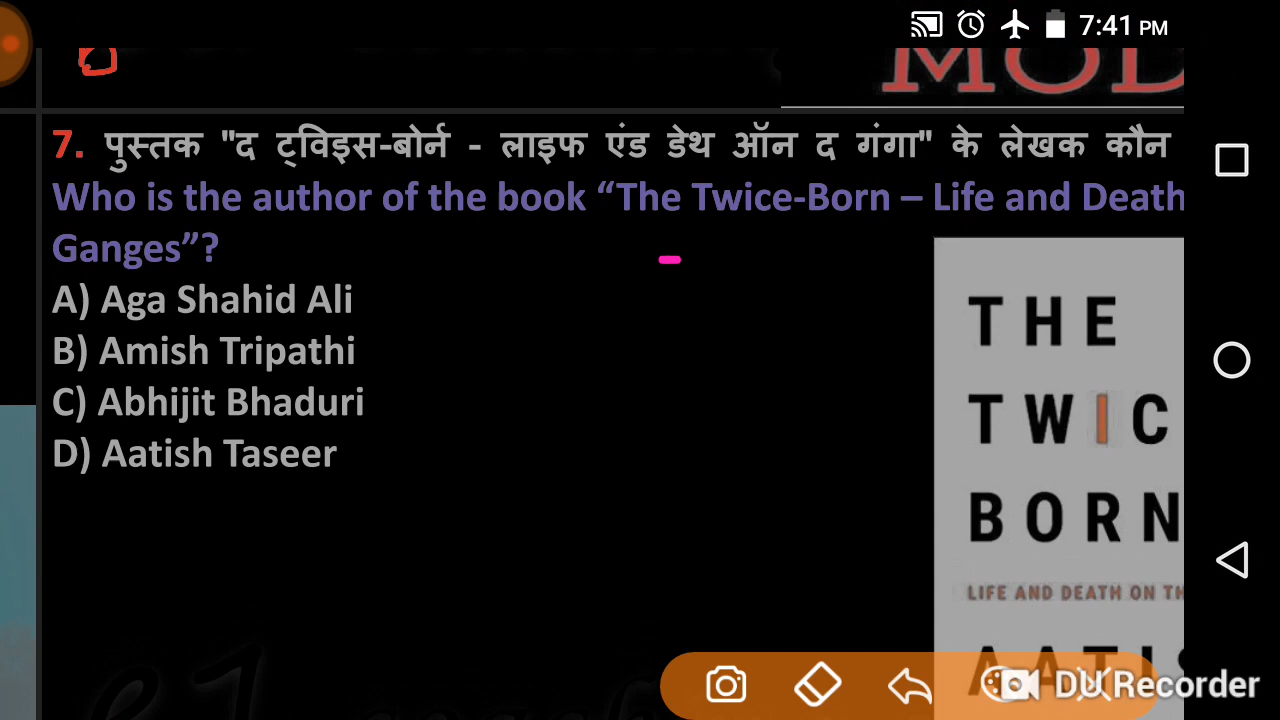 7:41 PM
MOD
7. पुस्तक "द ट्विइस-बोर्न - लाइफ एंड डेथ ऑन द गंगा" के लेखक कौन
Who is the author of the book “The Twice-Born – Life and Death
Ganges”?
A) Aga Shahid Ali
B) Amish Tripathi
C) Abhijit Bhaduri
D) Aatish Taseer
THE
TWIC
BORN
LIFE AND DEATH ON TH
AATIS
DU Recorder